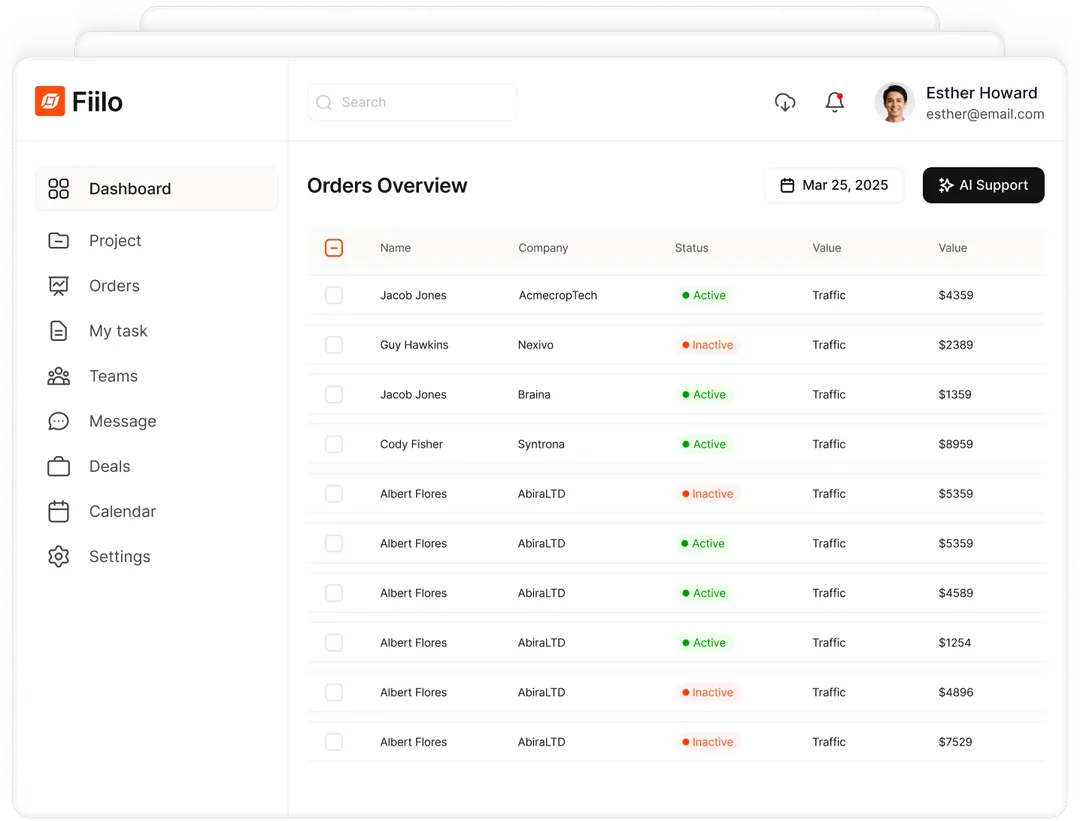 Fiilo
Search
Esther Howard
esther@email.com
Dashboard
Project
Orders
My task
Teams
Message
Deals
Calendar
Settings
Orders Overview
Mar 25, 2025
AI Support
Name Company Status Value Value
Jacob Jones AcmecropTech Active Traffic $4359
Guy Hawkins Nexivo Inactive Traffic $2389
Jacob Jones Braina Active Traffic $1359
Cody Fisher Syntrona Active Traffic $8959
Albert Flores AbiraLTD Inactive Traffic $5359
Albert Flores AbiraLTD Active Traffic $5359
Albert Flores AbiraLTD Active Traffic $4589
Albert Flores AbiraLTD Active Traffic $1254
Albert Flores AbiraLTD Inactive Traffic $4896
Albert Flores AbiraLTD Inactive Traffic $7529